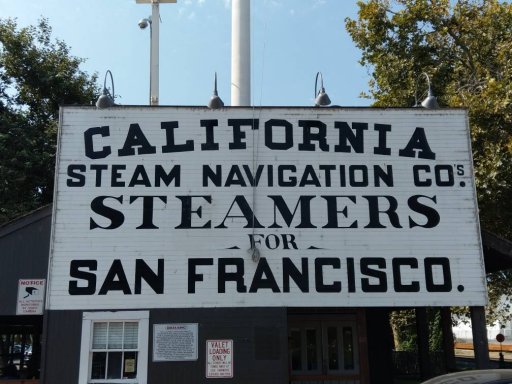 CALIFORNIA
STEAM NAVIGATION CO'S.
STEAMERS
FOR
SAN FRANCISCO.
NOTICE
VALET
LOADING
ONLY